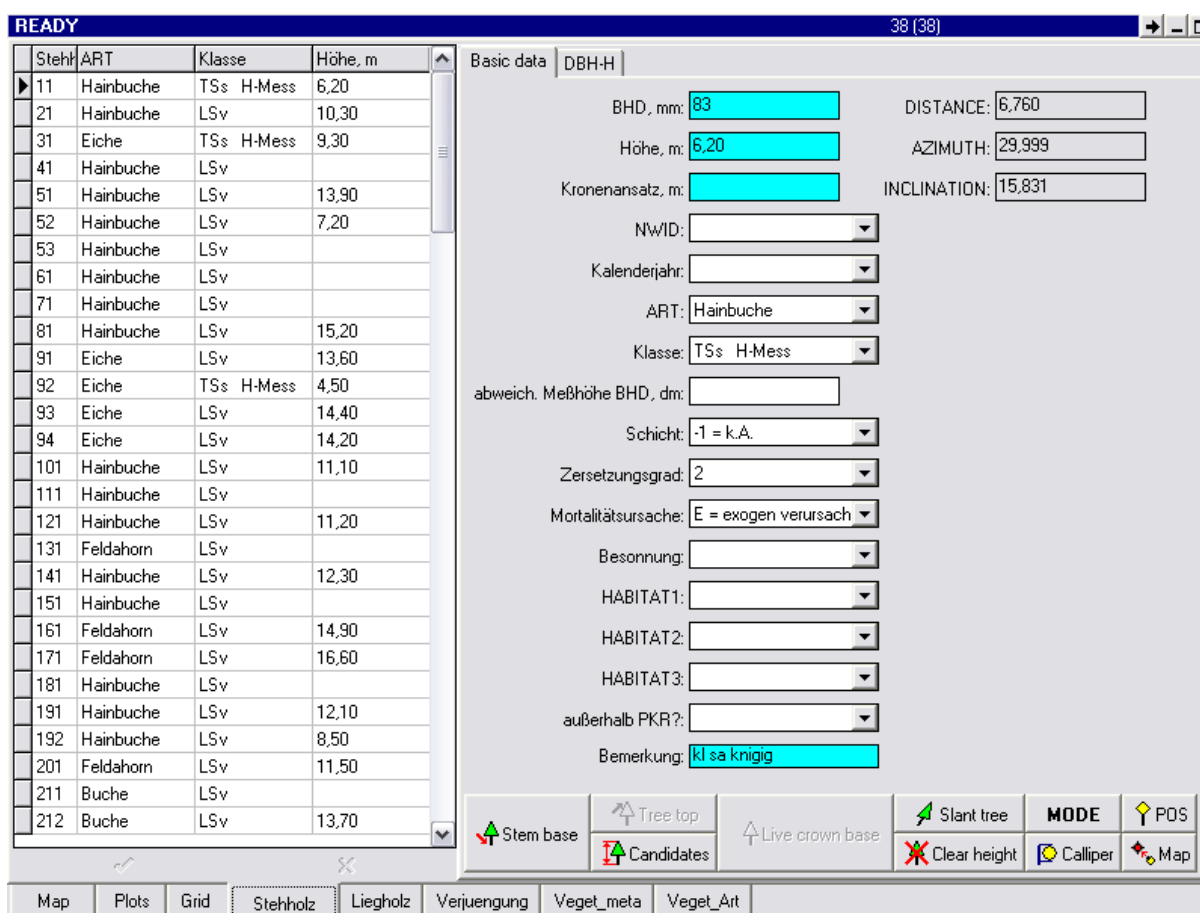 READY 38 (38)
Stehh ART Klasse Höhe, m
11 Hainbuche TSs H-Mess 6,20
21 Hainbuche LSv 10,30
31 Eiche TSs H-Mess 9,30
41 Hainbuche LSv
51 Hainbuche LSv 13,90
52 Hainbuche LSv 7,20
53 Hainbuche LSv
61 Hainbuche LSv
71 Hainbuche LSv
81 Hainbuche LSv 15,20
91 Eiche LSv 13,60
92 Eiche TSs H-Mess 4,50
93 Eiche LSv 14,40
94 Eiche LSv 14,20
101 Hainbuche LSv 11,10
111 Hainbuche LSv
121 Hainbuche LSv 11,20
131 Feldahorn LSv
141 Hainbuche LSv 12,30
151 Hainbuche LSv
161 Feldahorn LSv 14,90
171 Feldahorn LSv 16,60
181 Hainbuche LSv
191 Hainbuche LSv 12,10
192 Hainbuche LSv 8,50
201 Feldahorn LSv 11,50
211 Buche LSv
212 Buche LSv 13,70
Basic data DBH-H
BHD, mm: 83 DISTANCE: 6,760
Höhe, m: 6,20 AZIMUTH: 29,999
Kronenansatz, m: INCLINATION: 15,831
NWID:
Kalenderjahr:
ART: Hainbuche
Klasse: TSs H-Mess
abweich. Meßhöhe BHD, dm:
Schicht: -1 = k.A.
Zersetzungsgrad: 2
Mortalitätsursache: E = exogen verursach
Besonnung:
HABITAT1:
HABITAT2:
HABITAT3:
außerhalb PKR?:
Bemerkung: kl sa knigig
Stem base Tree top Live crown base Slant tree MODE POS
Candidates Clear height Calliper Map
Map Plots Grid Stehholz Liegholz Verjuengung Veget_meta Veget_Art